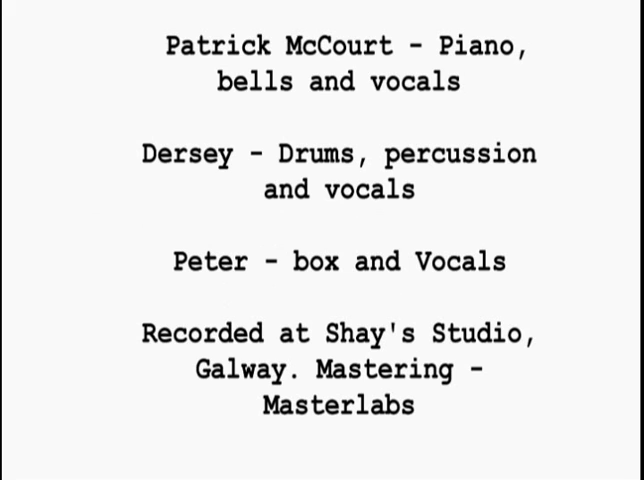 Patrick McCourt - Piano,
bells and vocals
Dersey - Drums, percussion
and vocals
Peter - box and Vocals
Recorded at Shay's Studio,
Galway. Mastering -
Masterlabs